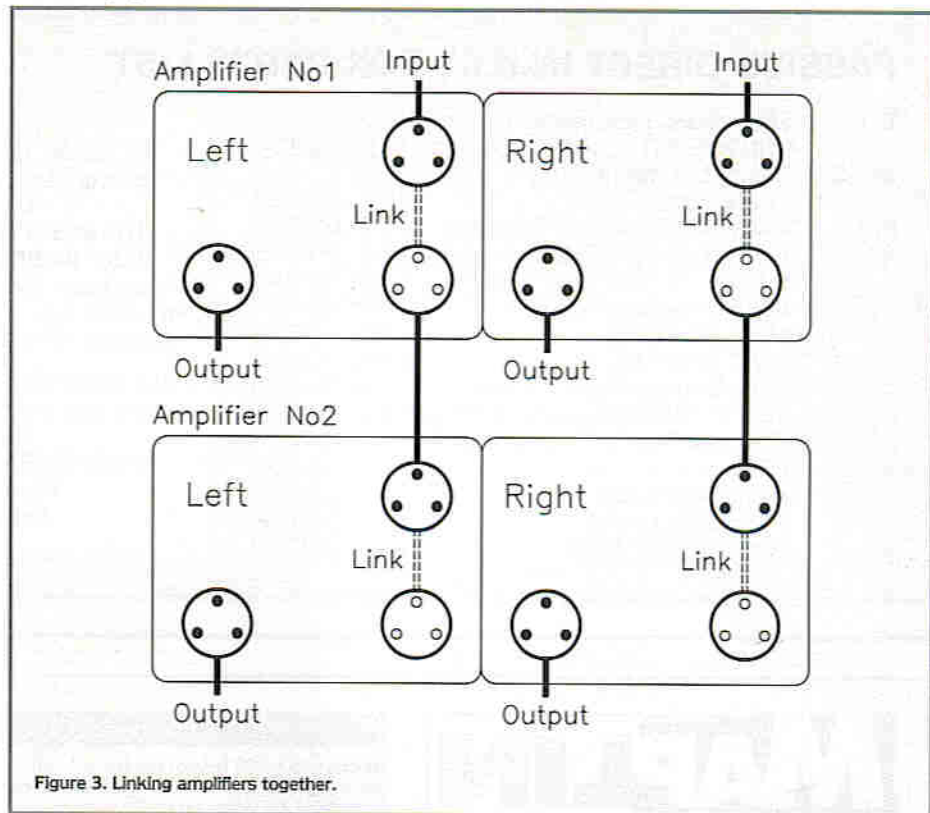 Amplifier No1
Input
Input
Left
Right
Link
Link
Output
Output
Amplifier No2
Left
Right
Link
Link
Output
Output
Figure 3. Linking amplifiers together.